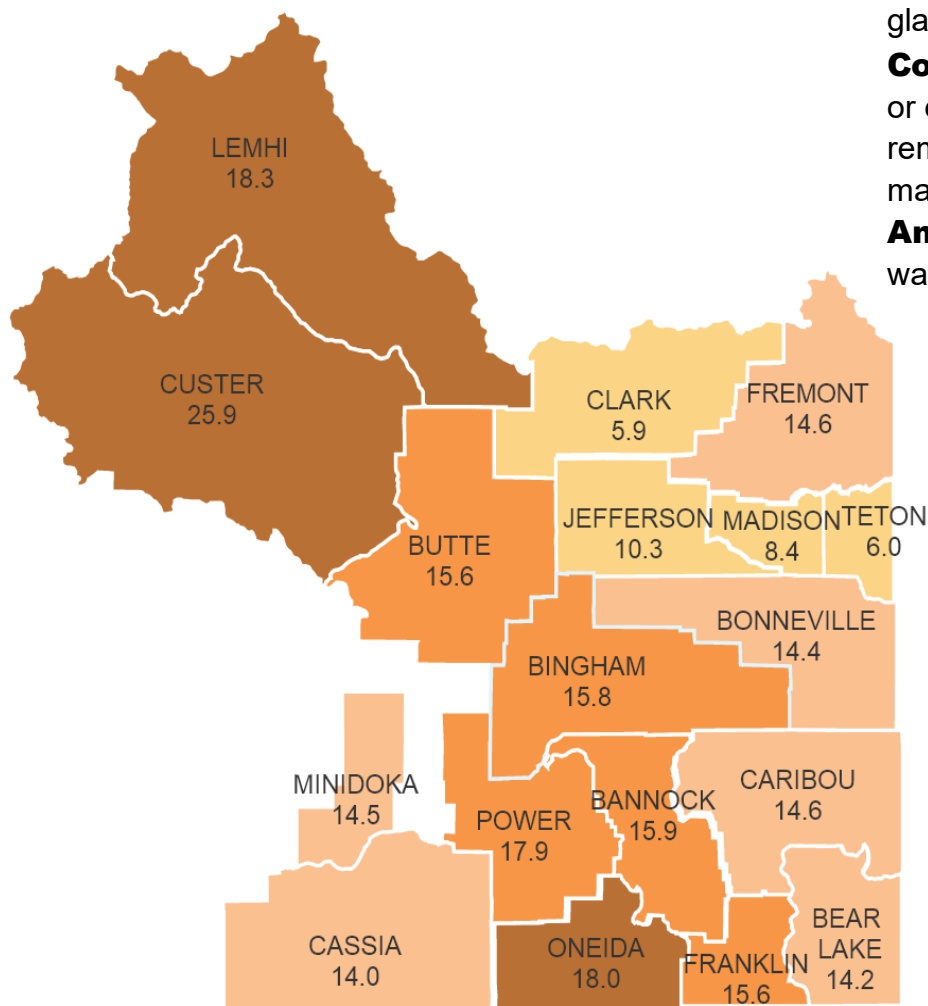 gla
Co
or c
ren
ma
An
wa
LEMHI
18.3
CUSTER
25.9
CLARK
5.9
FREMONT
14.6
JEFFERSON
10.3
MADISON
8.4
TETON
6.0
BUTTE
15.6
BONNEVILLE
14.4
BINGHAM
15.8
MINIDOKA
14.5
POWER
17.9
BANNOCK
15.9
CARIBOU
14.6
CASSIA
14.0
ONEIDA
18.0
FRANKLIN
15.6
BEAR
LAKE
14.2